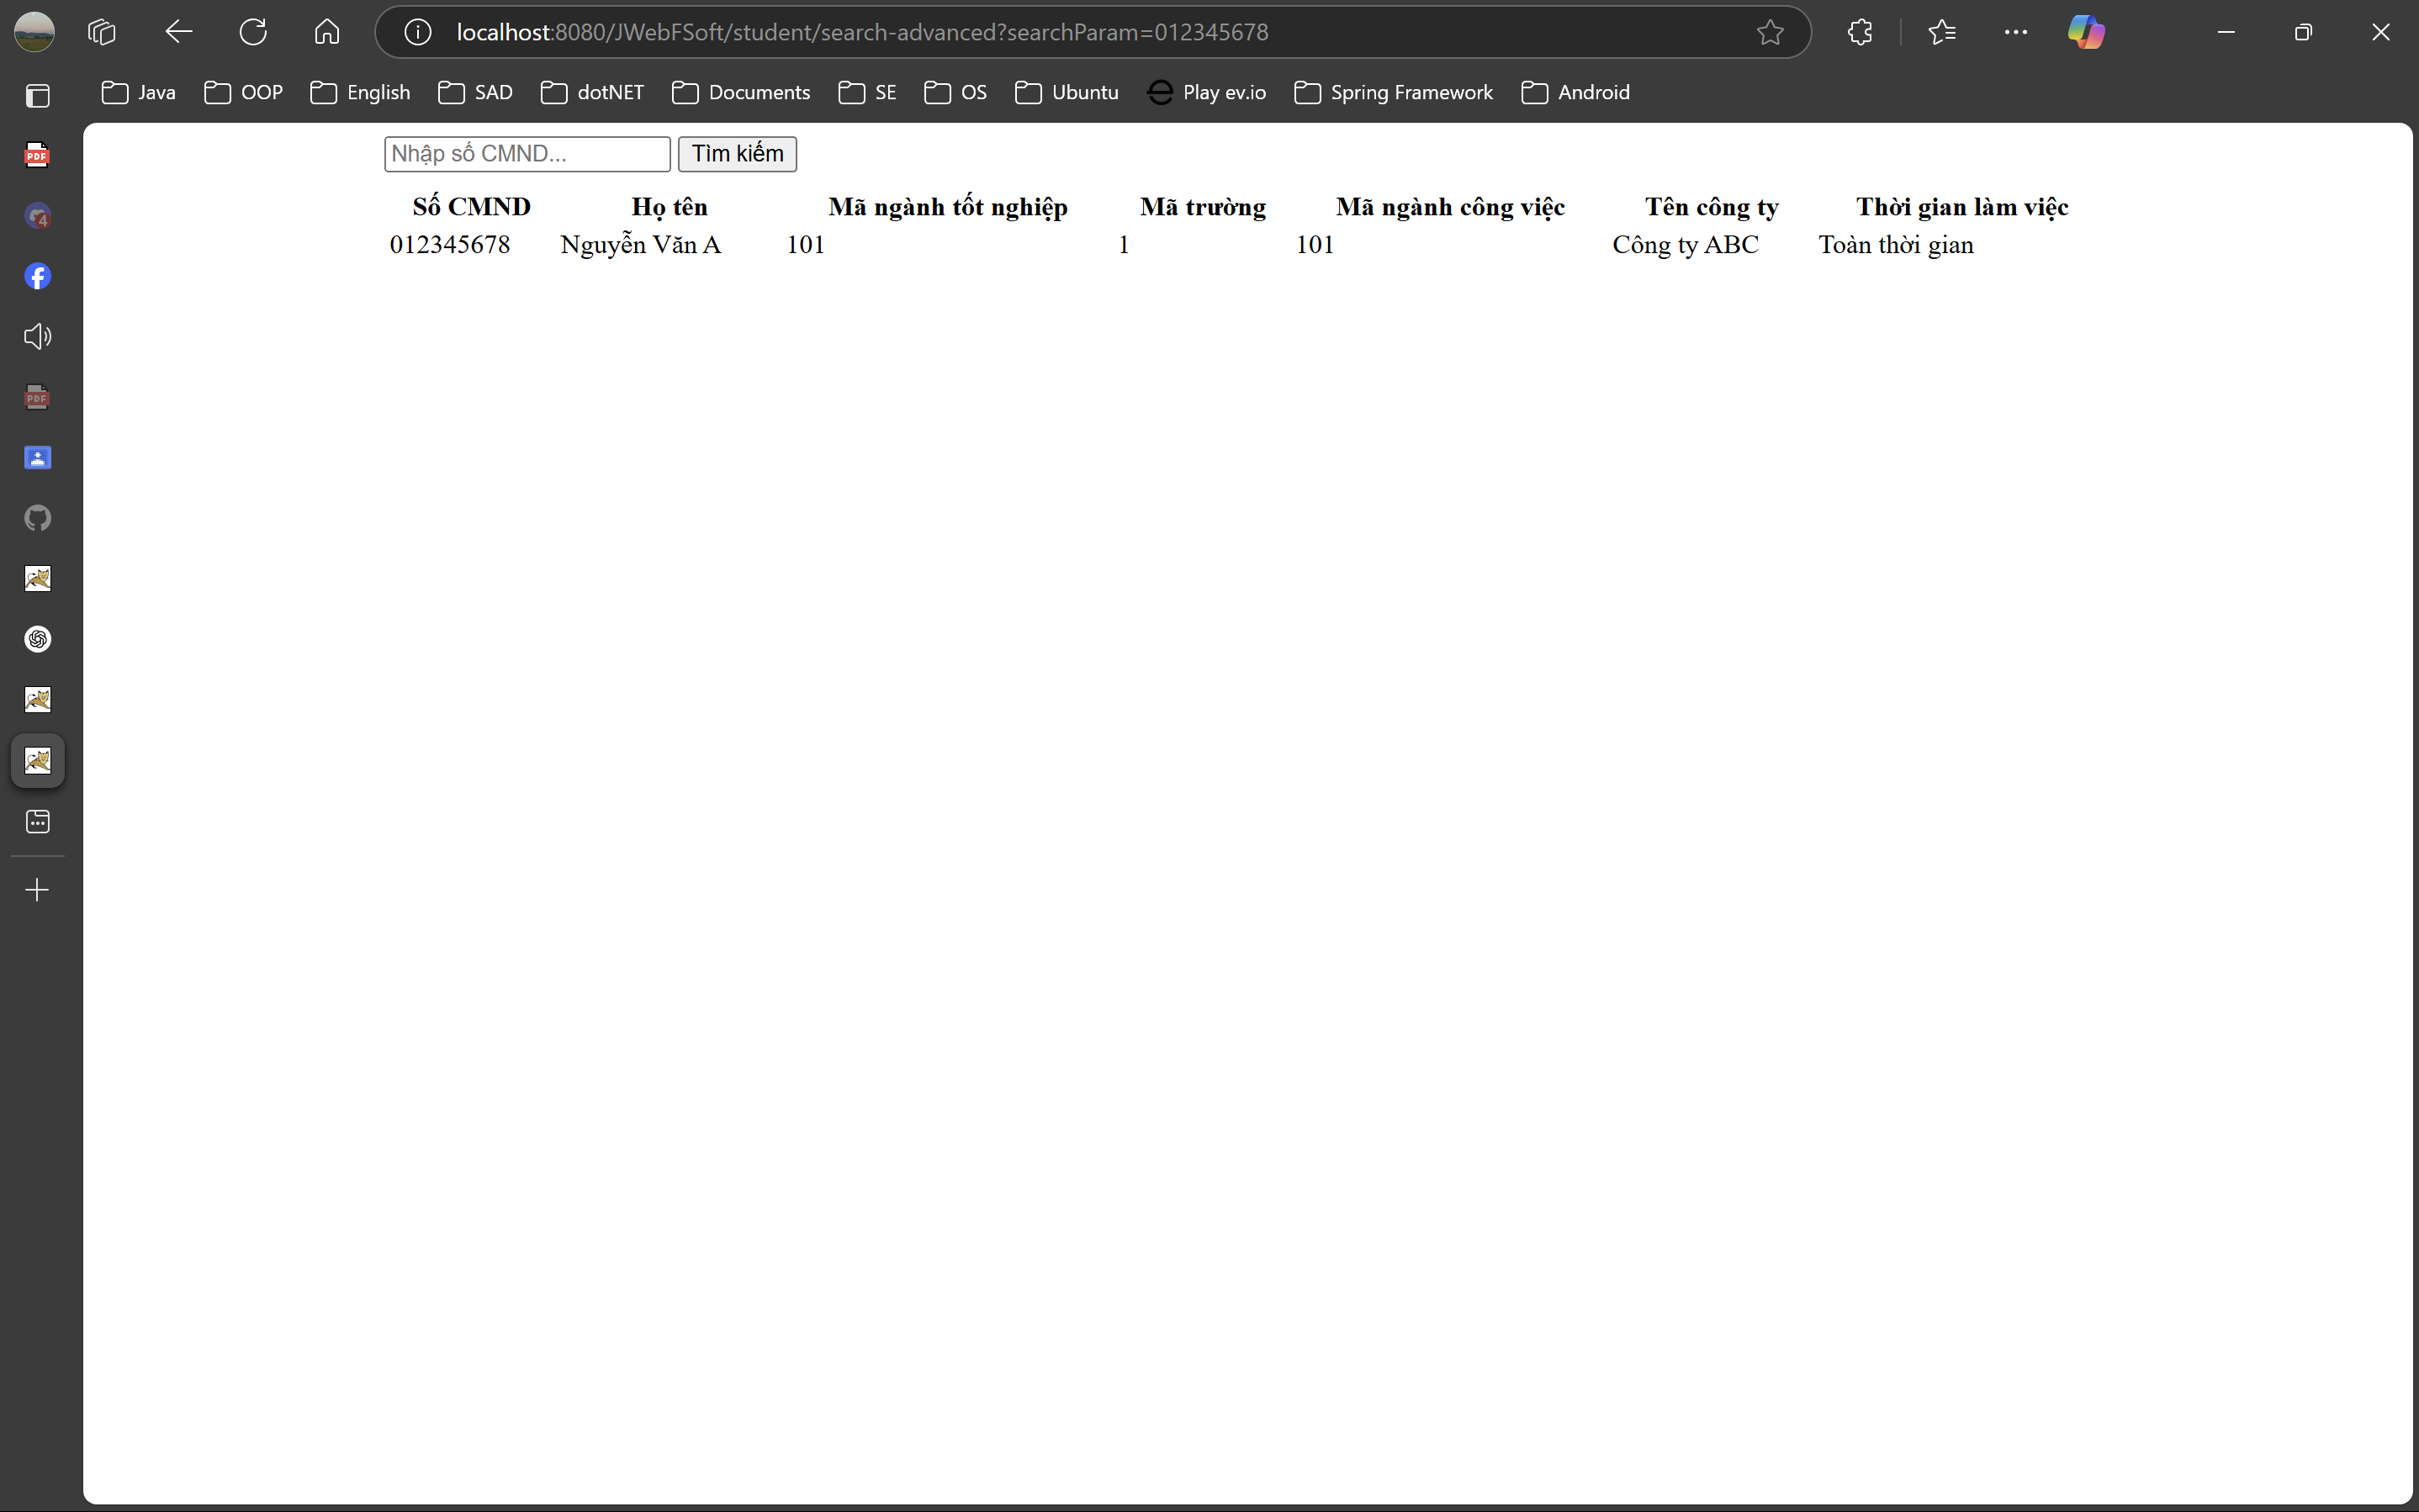 localhost:8080/JWebFSoft/student/search-advanced?searchParam=012345678
Java OOP English SAD dotNET Documents SE OS Ubuntu Play ev.io Spring Framework Android
PDF
4
PDF
Nhập số CMND... Tìm kiếm
Số CMND Họ tên Mã ngành tốt nghiệp Mã trường Mã ngành công việc Tên công ty Thời gian làm việc
012345678 Nguyễn Văn A 101 1 101 Công ty ABC Toàn thời gian